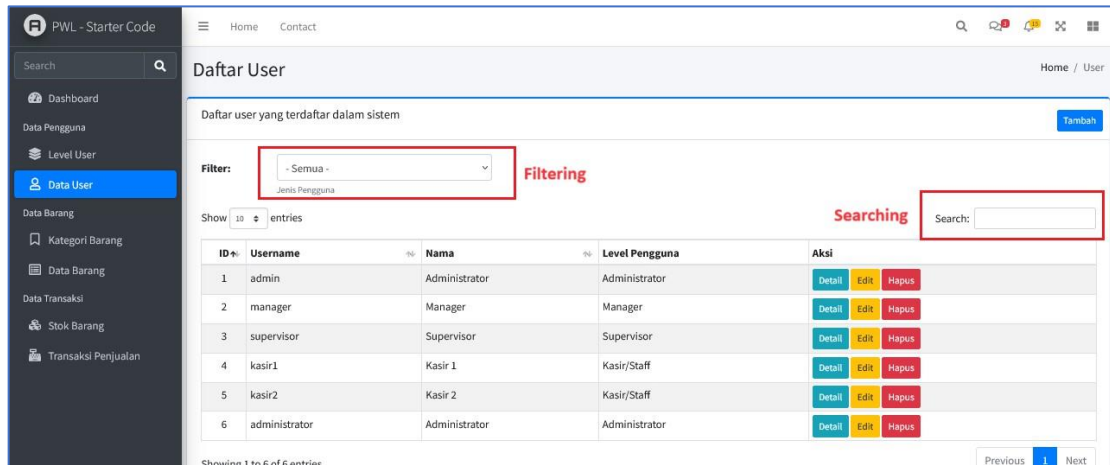 PWL - Starter Code
Home Contact
3 15
Search
Daftar User
Home / User
Dashboard
Data Pengguna
Level User
Data User
Data Barang
Kategori Barang
Data Barang
Data Transaksi
Stok Barang
Transaksi Penjualan
Daftar user yang terdaftar dalam sistem
Tambah
Filter:
- Semua -
Jenis Pengguna
Filtering
Show 10 entries
Searching
Search:
ID Username Nama Level Pengguna Aksi
1 admin Administrator Administrator Detail Edit Hapus
2 manager Manager Manager Detail Edit Hapus
3 supervisor Supervisor Supervisor Detail Edit Hapus
4 kasir1 Kasir 1 Kasir/Staff Detail Edit Hapus
5 kasir2 Kasir 2 Kasir/Staff Detail Edit Hapus
6 administrator Administrator Administrator Detail Edit Hapus
Showing 1 to 6 of 6 entries
Previous 1 Next